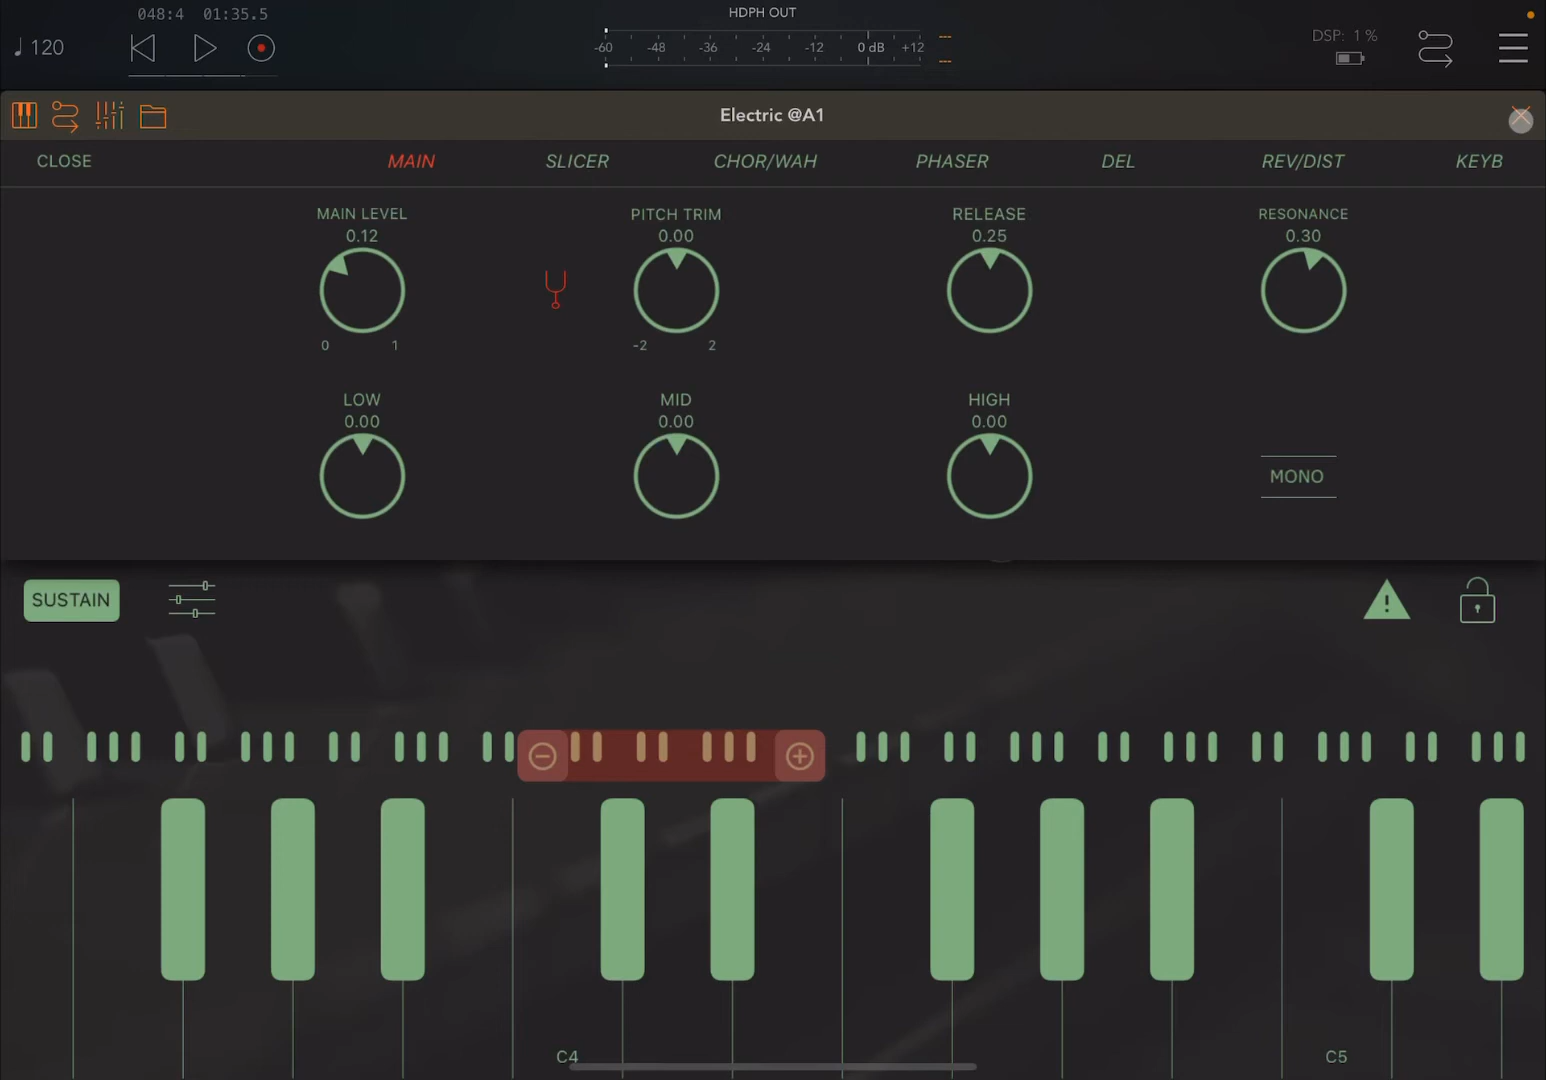 048:4 01:35.5
HDPH OUT
♩ 120
-60 -48 -36 -24 -12 0 dB +12
DSP: 1 %
Electric @A1
CLOSE MAIN SLICER CHOR/WAH PHASER DEL REV/DIST KEYB
MAIN LEVEL PITCH TRIM RELEASE RESONANCE
0.12 0.00 0.25 0.30
0 1 -2 2
LOW MID HIGH
0.00 0.00 0.00
MONO
SUSTAIN
C4 C5